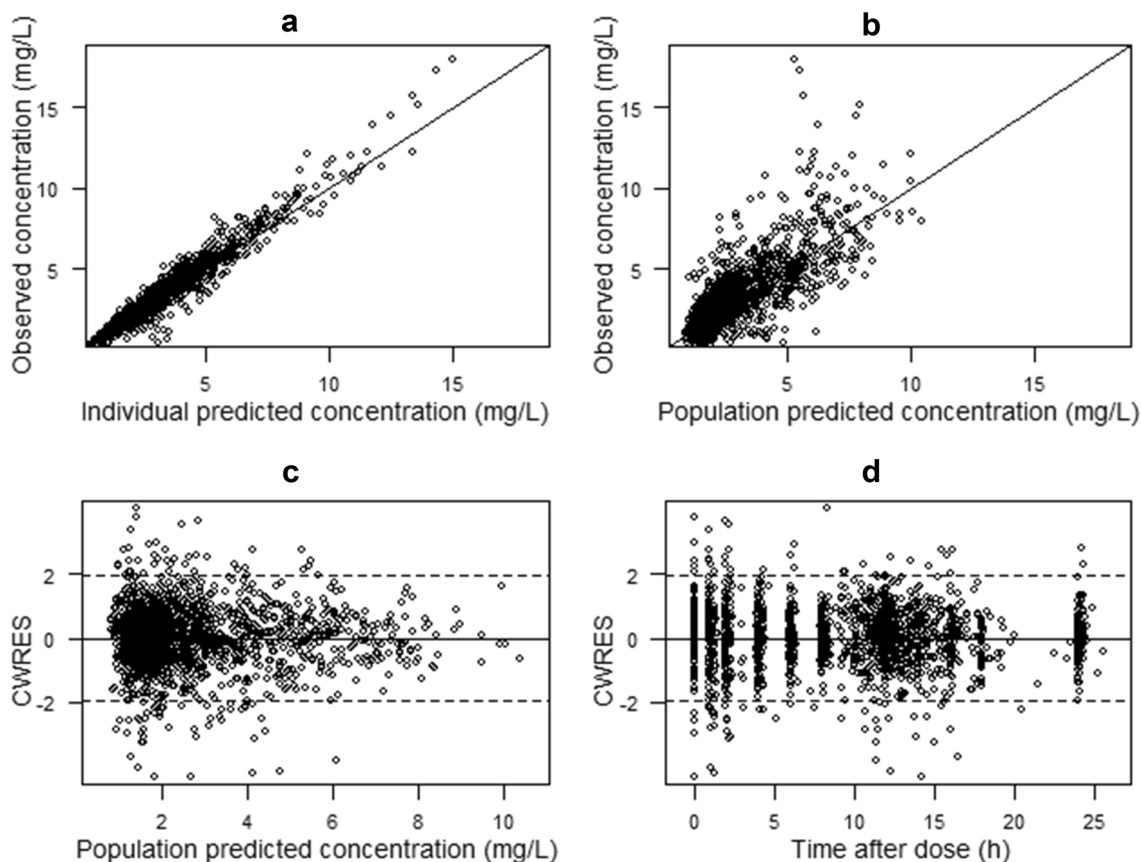 a
b
Observed concentration (mg/L)
15
10
5
5
10
15
Individual predicted concentration (mg/L)
Observed concentration (mg/L)
15
10
5
5
10
15
Population predicted concentration (mg/L)
c
d
CWRES
2
0
-2
2
4
6
8
10
Population predicted concentration (mg/L)
CWRES
2
0
-2
0
5
10
15
20
25
Time after dose (h)